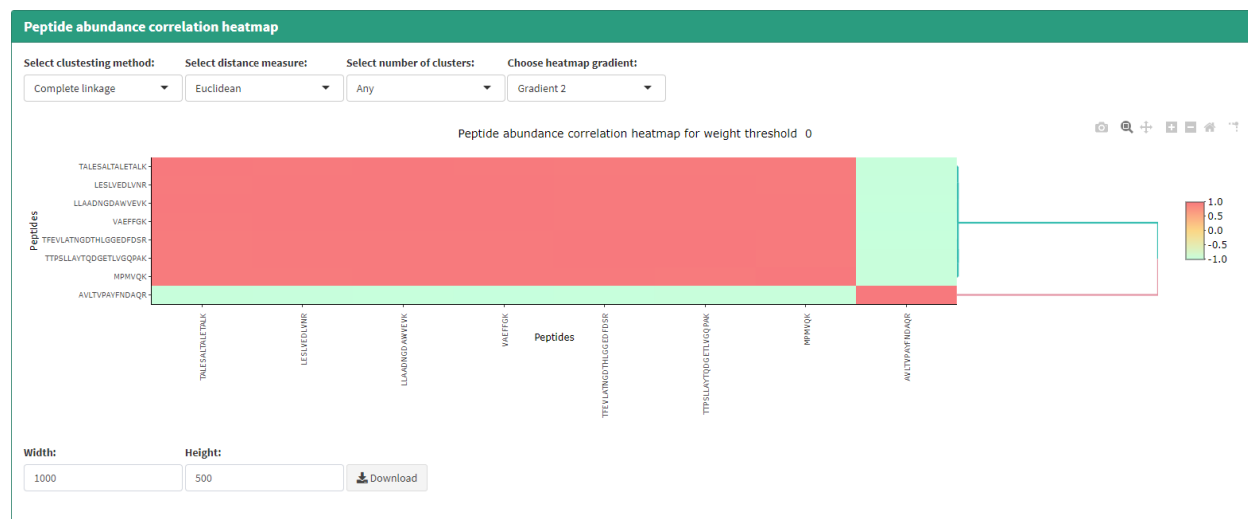 Peptide abundance correlation heatmap
Select clustesting method: Select distance measure: Select number of clusters: Choose heatmap gradient:
Complete linkage Euclidean Any Gradient 2
Peptide abundance correlation heatmap for weight threshold 0
TALESALTALETALK
LESLVEDLVNR
LLAADNGDAWVEVK
VAEFFGK
TFEVLATNGDTHLGGEDFDSR
TTPSLLAYTQDGETLVGQPAK
MPMVQK
AVLTVPAYFNDAQR
Peptides
1.0
0.5
0.0
-0.5
-1.0
TALESALTALETALK
LESLVEDLVNR
LLAADNGDAWVEVK
VAEFFGK
TFEVLATNGDTHLGGEDFDSR
TTPSLLAYTQDGETLVGQPAK
MPMVQK
AVLTVPAYFNDAQR
Peptides
Width: Height:
1000 500 Download